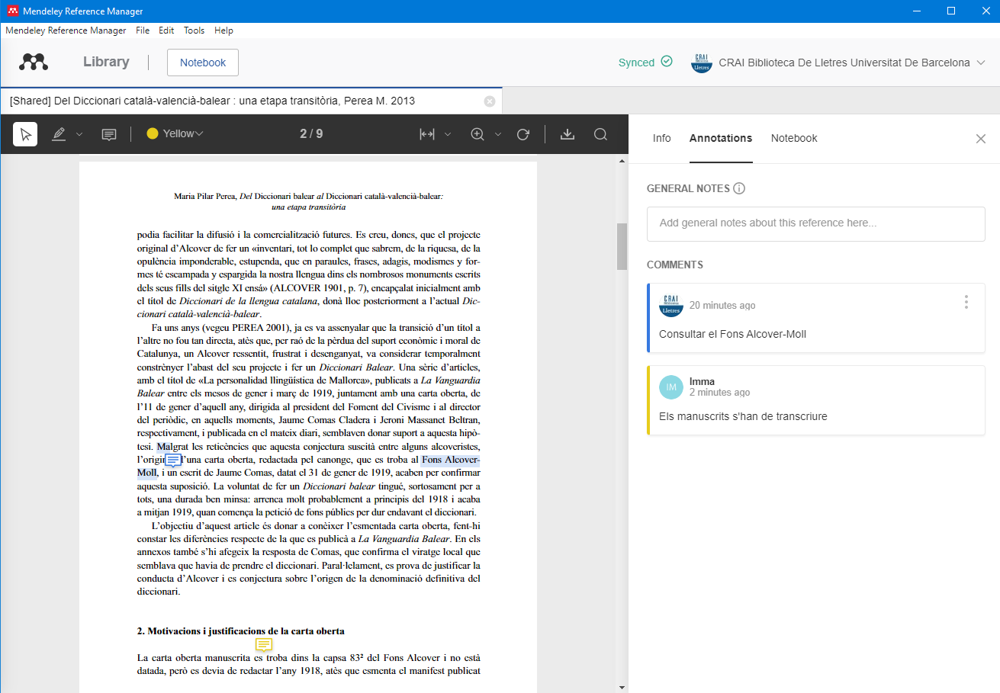 Mendeley Reference Manager
Mendeley Reference Manager File Edit Tools Help
Library Notebook Synced CRAI Lletres CRAI Biblioteca De Lletres Universitat De Barcelona
[Shared] Del Diccionari català-valencià-balear : una etapa transitòria, Perea M. 2013
Yellow 2 / 9
Maria Pilar Perea, Del Diccionari balear al Diccionari català-valencià-balear:
una etapa transitòria
podia facilitar la difusió i la comercialització futures. Es creu, doncs, que el projecte
original d’Alcover de fer un «inventari, tot lo complet que sabrem, de la riquesa, de la
opulència imponderable, estupenda, que en paraules, frases, adagis, modismes y for-
mes té escampada y espargida la nostra llengua dins els nombrosos monuments escrits
dels seus fills del sitgle XI ensá» (ALCOVER 1901, p. 7), encapçalat inicialment amb
el títol de Diccionari de la llengua catalana, donà lloc posteriorment a l’actual Dic-
cionari català-valencià-balear.
Fa uns anys (vegeu PEREA 2001), ja es va assenyalar que la transició d’un títol a
l’altre no fou tan directa, atès que, per raó de la pèrdua del suport econòmic i moral de
Catalunya, un Alcover ressentit, frustrat i desenganyat, va considerar temporalment
constrènyer l’abast del seu projecte i fer un Diccionari Balear. Una sèrie d’articles,
amb el títol de «La personalidad llingüística de Mallorca», publicats a La Vanguardia
Balear entre els mesos de gener i març de 1919, juntament amb una carta oberta, de
l’11 de gener d’aquell any, dirigida al president del Foment del Civisme i al director
del periòdic, en aquells moments, Jaume Comas Cladera i Jeroni Massanet Beltran,
respectivament, i publicada en el mateix diari, semblaven donar suport a aquesta hipò-
tesi. Malgrat les reticències que aquesta conjectura suscità entre alguns alcoveristes,
l’origin l’una carta oberta, redactada pel canonge, que es troba al Fons Alcover-
Moll, i un escrit de Jaume Comas, datat el 31 de gener de 1919, acaben per confirmar
aquesta suposició. La voluntat de fer un Diccionari balear tingué, sortosament per a
tots, una durada ben minsa: arrenca molt probablement a principis del 1918 i acaba
a mitjan 1919, quan comença la petició de fons públics per dur endavant el diccionari.
L’objectiu d’aquest article és donar a conèixer l’esmentada carta oberta, fent-hi
constar les diferències respecte de la que es publicà a La Vanguardia Balear. En els
annexos també s’hi afegeix la resposta de Comas, que confirma el viratge local que
semblava que havia de prendre el diccionari. Paral·lelament, es prova de justificar la
conducta d’Alcover i es conjectura sobre l’origen de la denominació definitiva del
diccionari.
2. Motivacions i justificacions de la carta oberta
La carta oberta manuscrita es troba dins la capsa 83² del Fons Alcover i no està
datada, però es devia de redactar l’any 1918, atès que esmenta el manifest publicat
Info Annotations Notebook
GENERAL NOTES
Add general notes about this reference here...
COMMENTS
CRAI Lletres 20 minutes ago
Consultar el Fons Alcover-Moll
IM Imma
2 minutes ago
Els manuscrits s'han de transcriure